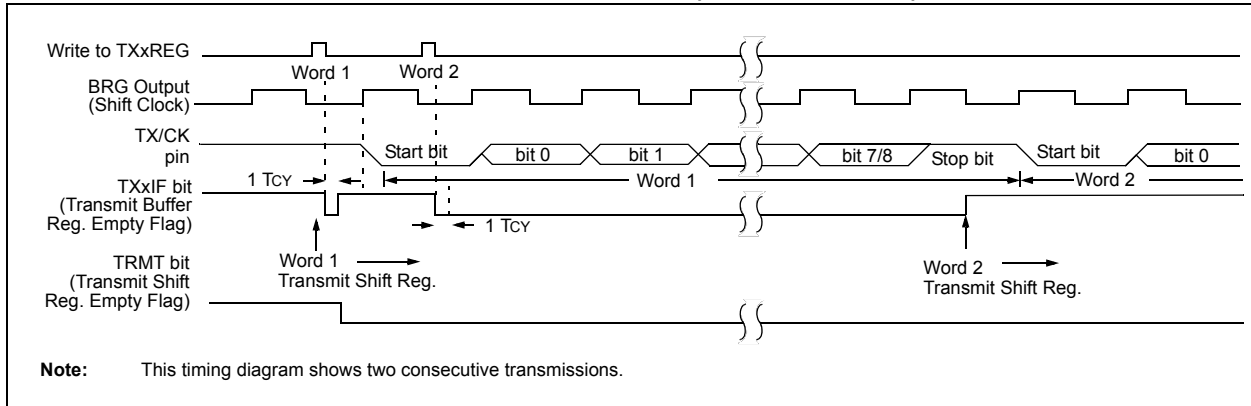 Write to TXxREG
Word 1 Word 2
BRG Output
(Shift Clock)
TX/CK
pin
Start bit bit 0 bit 1 bit 7/8 Stop bit Start bit bit 0
1 TCY Word 1 Word 2
TXxIF bit
(Transmit Buffer
Reg. Empty Flag)
1 TCY
Word 1
Transmit Shift Reg.
Word 2
Transmit Shift Reg.
TRMT bit
(Transmit Shift
Reg. Empty Flag)
Note: This timing diagram shows two consecutive transmissions.